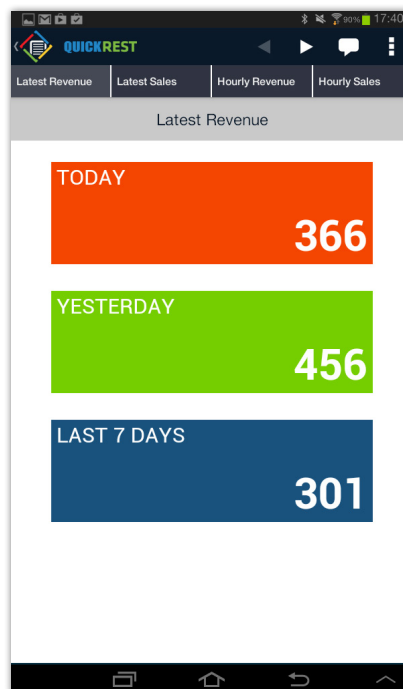 90% 17:40
QUICKREST
Latest Revenue Latest Sales Hourly Revenue Hourly Sales
Latest Revenue
TODAY
366
YESTERDAY
456
LAST 7 DAYS
301